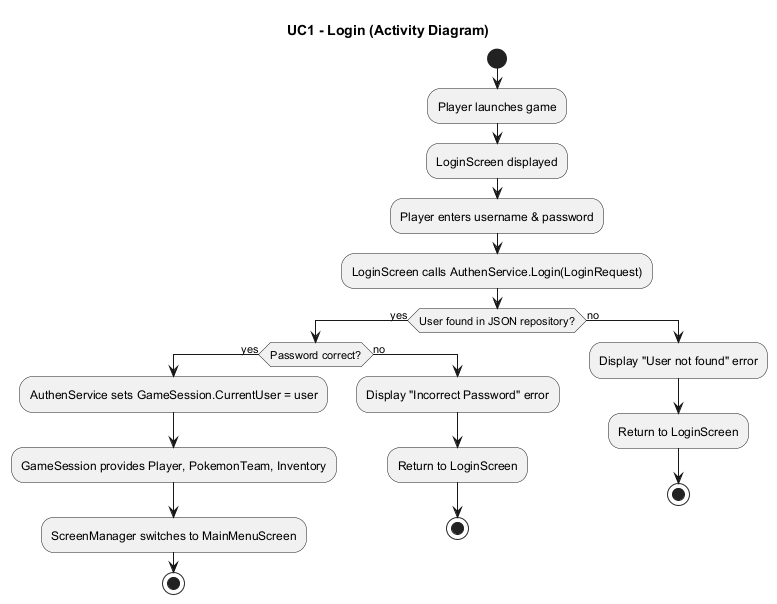 UC1 - Login (Activity Diagram)
Player launches game
LoginScreen displayed
Player enters username & password
LoginScreen calls AuthenService.Login(LoginRequest)
yes
User found in JSON repository?
no
yes
Password correct?
no
Display "User not found" error
AuthenService sets GameSession.CurrentUser = user
Display "Incorrect Password" error
Return to LoginScreen
GameSession provides Player, PokemonTeam, Inventory
Return to LoginScreen
ScreenManager switches to MainMenuScreen